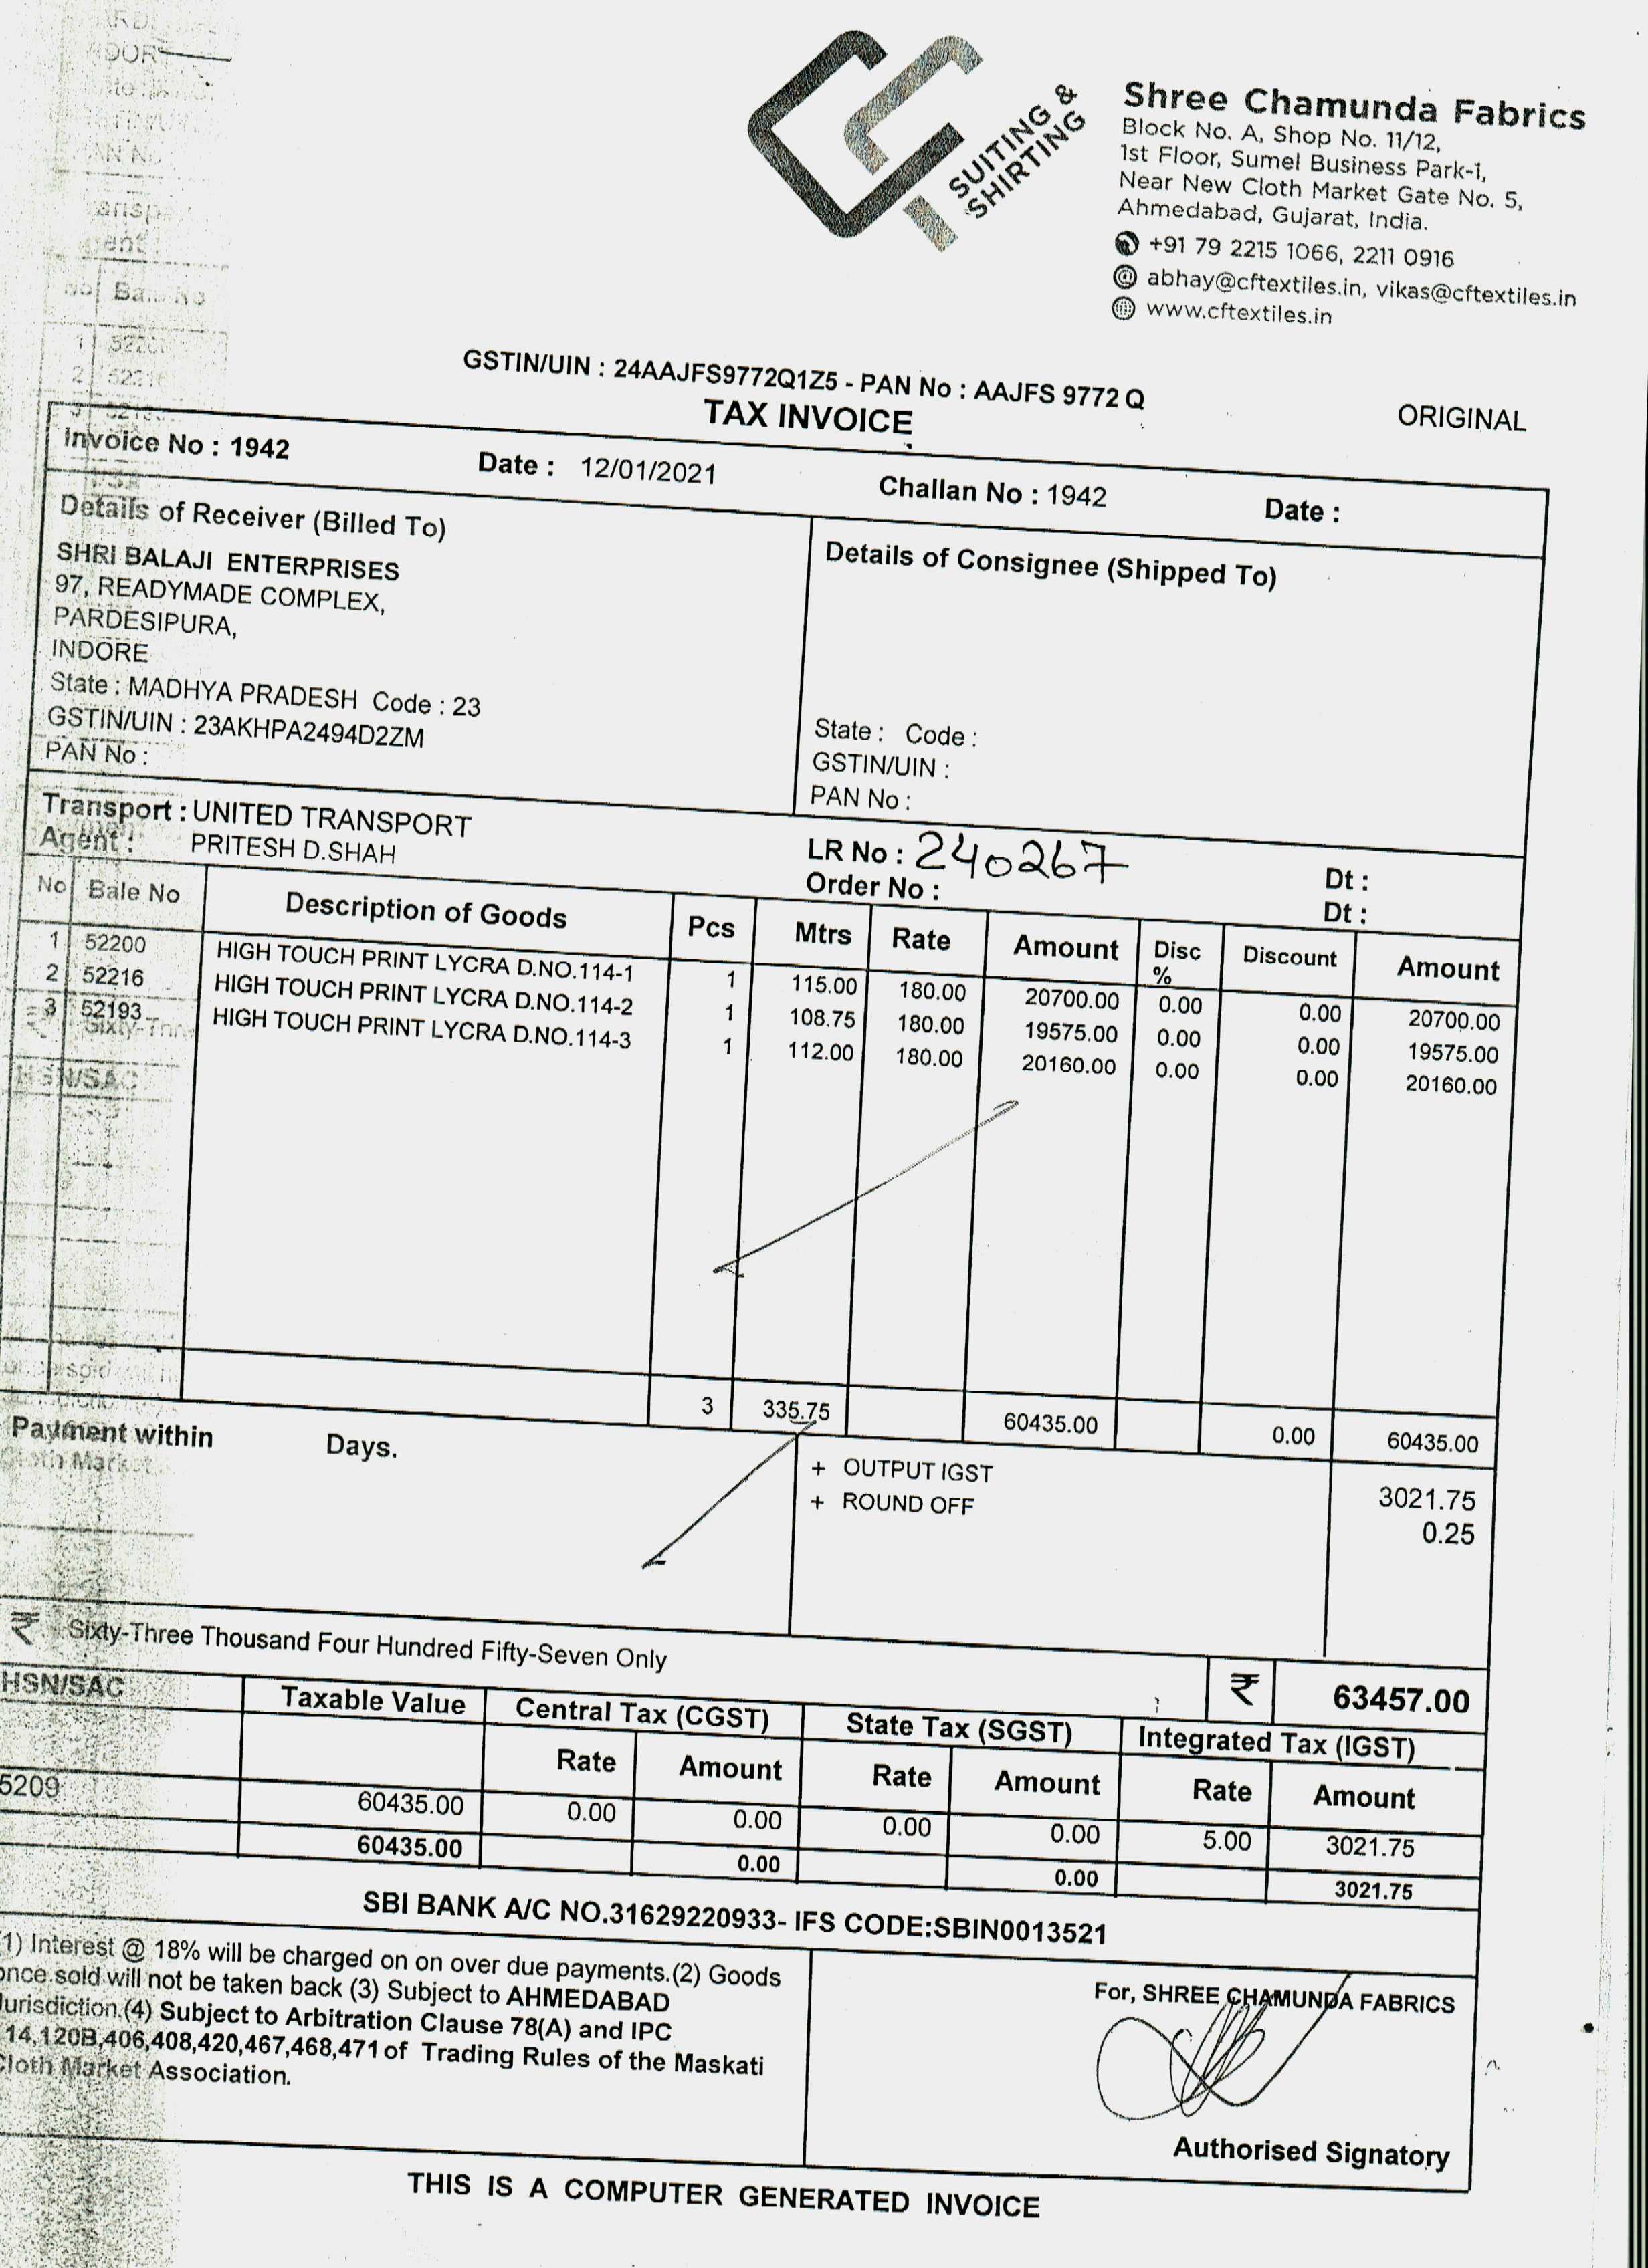 SUITING &
SHIRTING
Shree Chamunda Fabrics
Block No. A, Shop No. 11/12,
1st Floor, Sumel Business Park-1,
Near New Cloth Market Gate No. 5,
Ahmedabad, Gujarat, India.
+91 79 2215 1066, 2211 0916
abhay@cftextiles.in, vikas@cftextiles.in
www.cftextiles.in
GSTIN/UIN : 24AAJFS9772Q1Z5 - PAN No : AAJFS 9772 Q
TAX INVOICE
ORIGINAL
Invoice No : 1942 Date : 12/01/2021 Challan No : 1942 Date :
Details of Receiver (Billed To)
SHRI BALAJI ENTERPRISES
97, READYMADE COMPLEX,
PARDESIPURA,
INDORE
State : MADHYA PRADESH Code : 23
GSTIN/UIN : 23AKHPA2494D2ZM
PAN No :
Details of Consignee (Shipped To)
State : Code :
GSTIN/UIN :
PAN No :
Transport : UNITED TRANSPORT
Agent : PRITESH D.SHAH
LR No : 240267 Dt :
Order No : Dt :
No Bale No Description of Goods Pcs Mtrs Rate Amount Disc % Discount Amount
1 52200 HIGH TOUCH PRINT LYCRA D.NO.114-1 1 115.00 180.00 20700.00 0.00 0.00 20700.00
2 52216 HIGH TOUCH PRINT LYCRA D.NO.114-2 1 108.75 180.00 19575.00 0.00 0.00 19575.00
3 52193 HIGH TOUCH PRINT LYCRA D.NO.114-3 1 112.00 180.00 20160.00 0.00 0.00 20160.00
3 335.75 60435.00 0.00 60435.00
Payment within Days.
+ OUTPUT IGST 3021.75
+ ROUND OFF 0.25
₹ Sixty-Three Thousand Four Hundred Fifty-Seven Only
₹ 63457.00
HSN/SAC Taxable Value Central Tax (CGST) State Tax (SGST) Integrated Tax (IGST)
Rate Amount Rate Amount Rate Amount
5209 60435.00 0.00 0.00 0.00 0.00 5.00 3021.75
60435.00 0.00 0.00 3021.75
SBI BANK A/C NO.31629220933- IFS CODE:SBIN0013521
1) Interest @ 18% will be charged on on over due payments.(2) Goods
once sold will not be taken back (3) Subject to AHMEDABAD
Jurisdiction.(4) Subject to Arbitration Clause 78(A) and IPC
14,120B,406,408,420,467,468,471 of Trading Rules of the Maskati
Cloth Market Association.
For, SHREE CHAMUNDA FABRICS
Authorised Signatory
THIS IS A COMPUTER GENERATED INVOICE